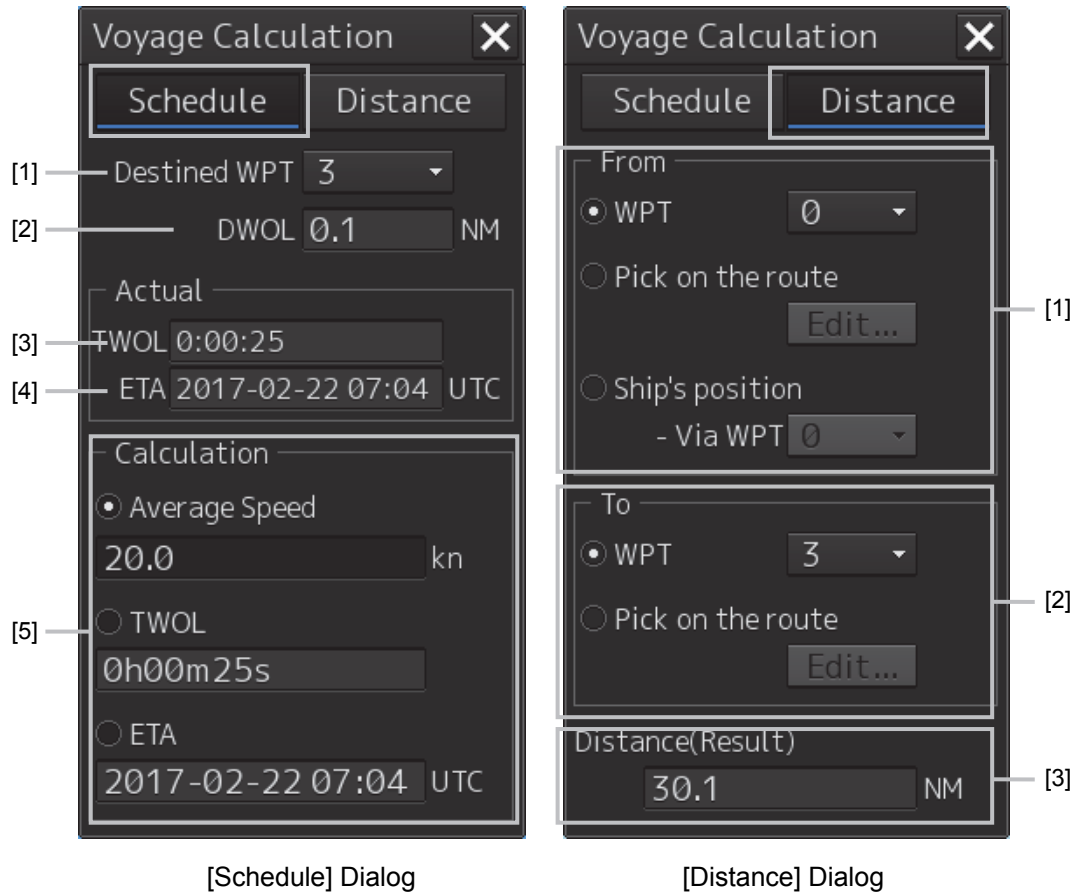 Voyage Calculation
Schedule Distance
[1] Destined WPT 3
[2] DWOL 0.1 NM
Actual
[3] TWOL 0:00:25
[4] ETA 2017-02-22 07:04 UTC
Calculation
Average Speed
20.0 kn
[5] TWOL
0h00m25s
ETA
2017-02-22 07:04 UTC
[Schedule] Dialog
Voyage Calculation
Schedule Distance
From
WPT 0
Pick on the route
Edit... [1]
Ship's position
- Via WPT 0
To
WPT 3
[2]
Pick on the route
Edit...
Distance(Result)
30.1 NM [3]
[Distance] Dialog